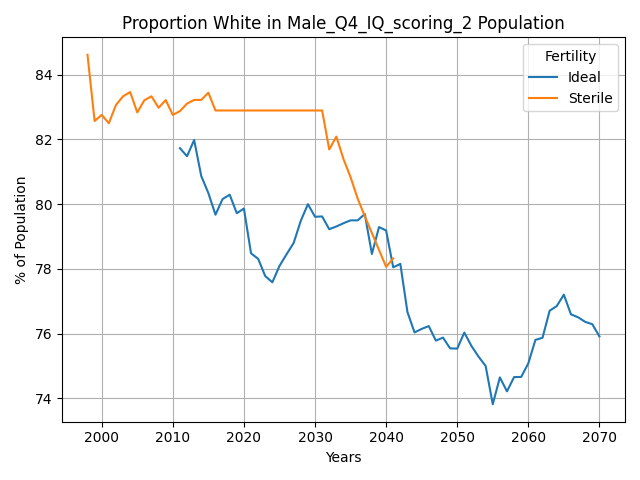 Proportion White in Male_Q4_IQ_scoring_2 Population
Fertility
Ideal
Sterile
% of Population
84
82
80
78
76
74
2000
2010
2020
2030
2040
2050
2060
2070
Years